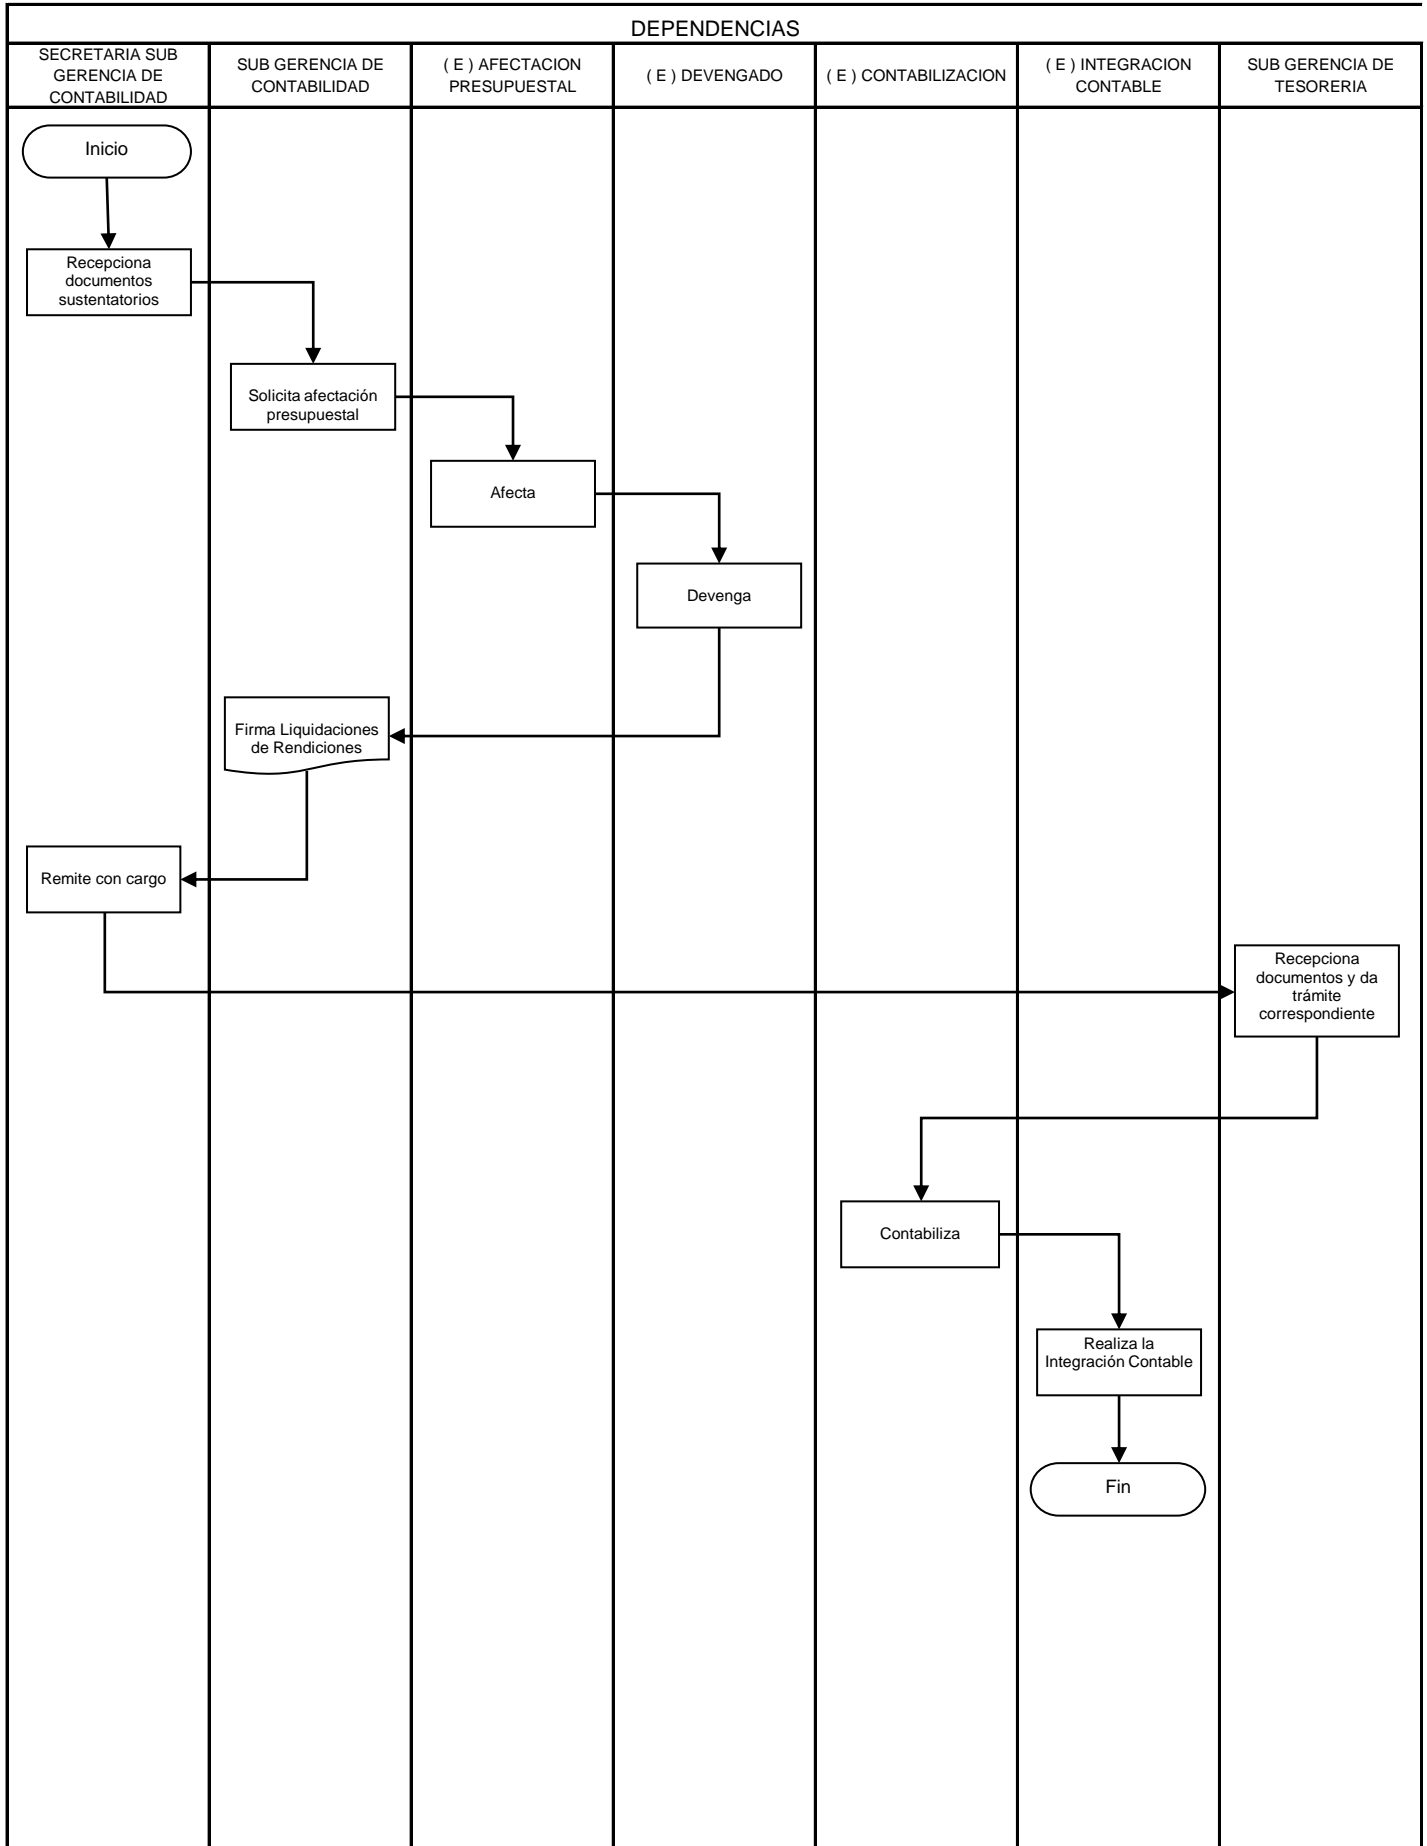 DEPENDENCIAS
SECRETARIA SUB
GERENCIA DE
CONTABILIDAD
SUB GERENCIA DE
CONTABILIDAD
( E ) AFECTACION
PRESUPUESTAL
( E ) DEVENGADO
( E ) CONTABILIZACION
( E ) INTEGRACION
CONTABLE
SUB GERENCIA DE
TESORERIA
Inicio
Recepciona
documentos
sustentatorios
Solicita afectación
presupuestal
Afecta
Devenga
Firma Liquidaciones
de Rendiciones
Remite con cargo
Recepciona
documentos y da
trámite
correspondiente
Contabiliza
Realiza la
Integración Contable
Fin